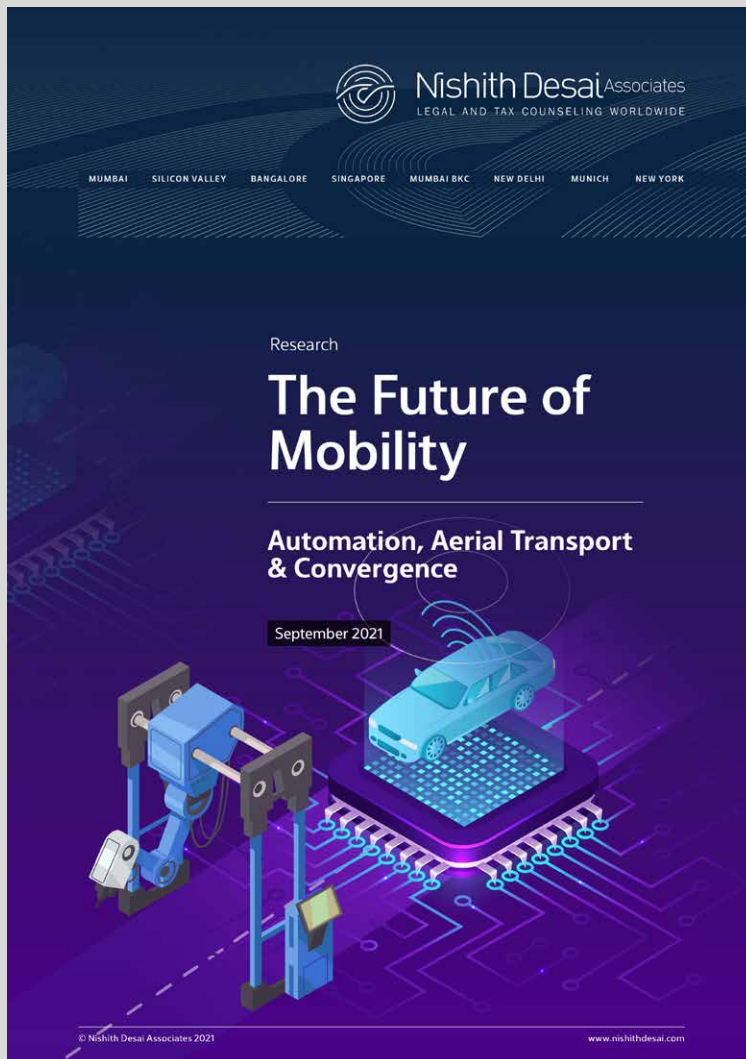 Nishith Desai Associates
LEGAL AND TAX COUNSELING WORLDWIDE
MUMBAI SILICON VALLEY BANGALORE SINGAPORE MUMBAI BKC NEW DELHI MUNICH NEW YORK
Research
The Future of
Mobility
Automation, Aerial Transport
& Convergence
September 2021
© Nishith Desai Associates 2021 www.nishithdesai.com